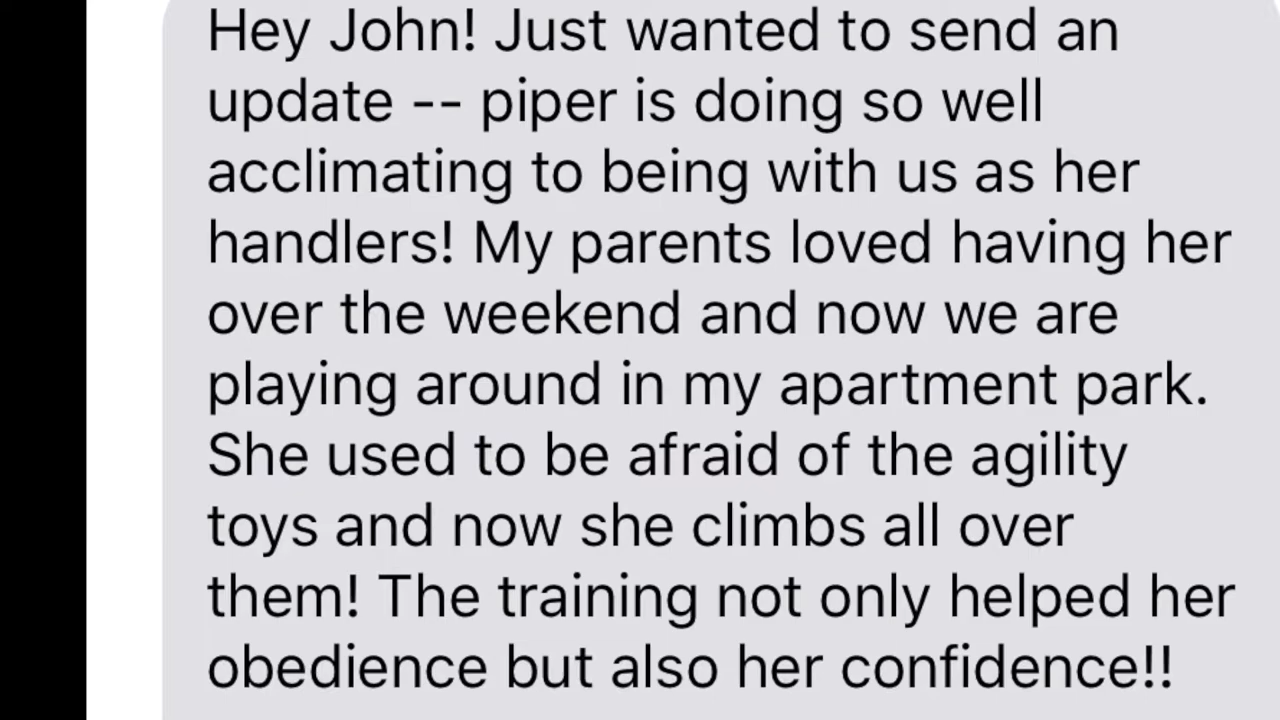 Hey John! Just wanted to send an
update -- piper is doing so well
acclimating to being with us as her
handlers! My parents loved having her
over the weekend and now we are
playing around in my apartment park.
She used to be afraid of the agility
toys and now she climbs all over
them! The training not only helped her
obedience but also her confidence!!